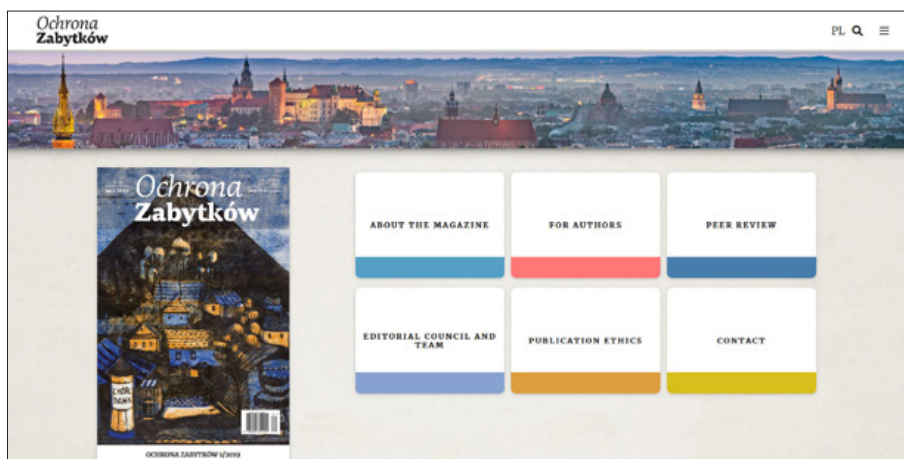 Ochrona
Zabytków
PL
Ochrona
Zabytków
ABOUT THE MAGAZINE
FOR AUTHORS
PEER REVIEW
EDITORIAL COUNCIL AND
TEAM
PUBLICATION ETHICS
CONTACT
OCHRONA ZABYTKÓW 1/2019